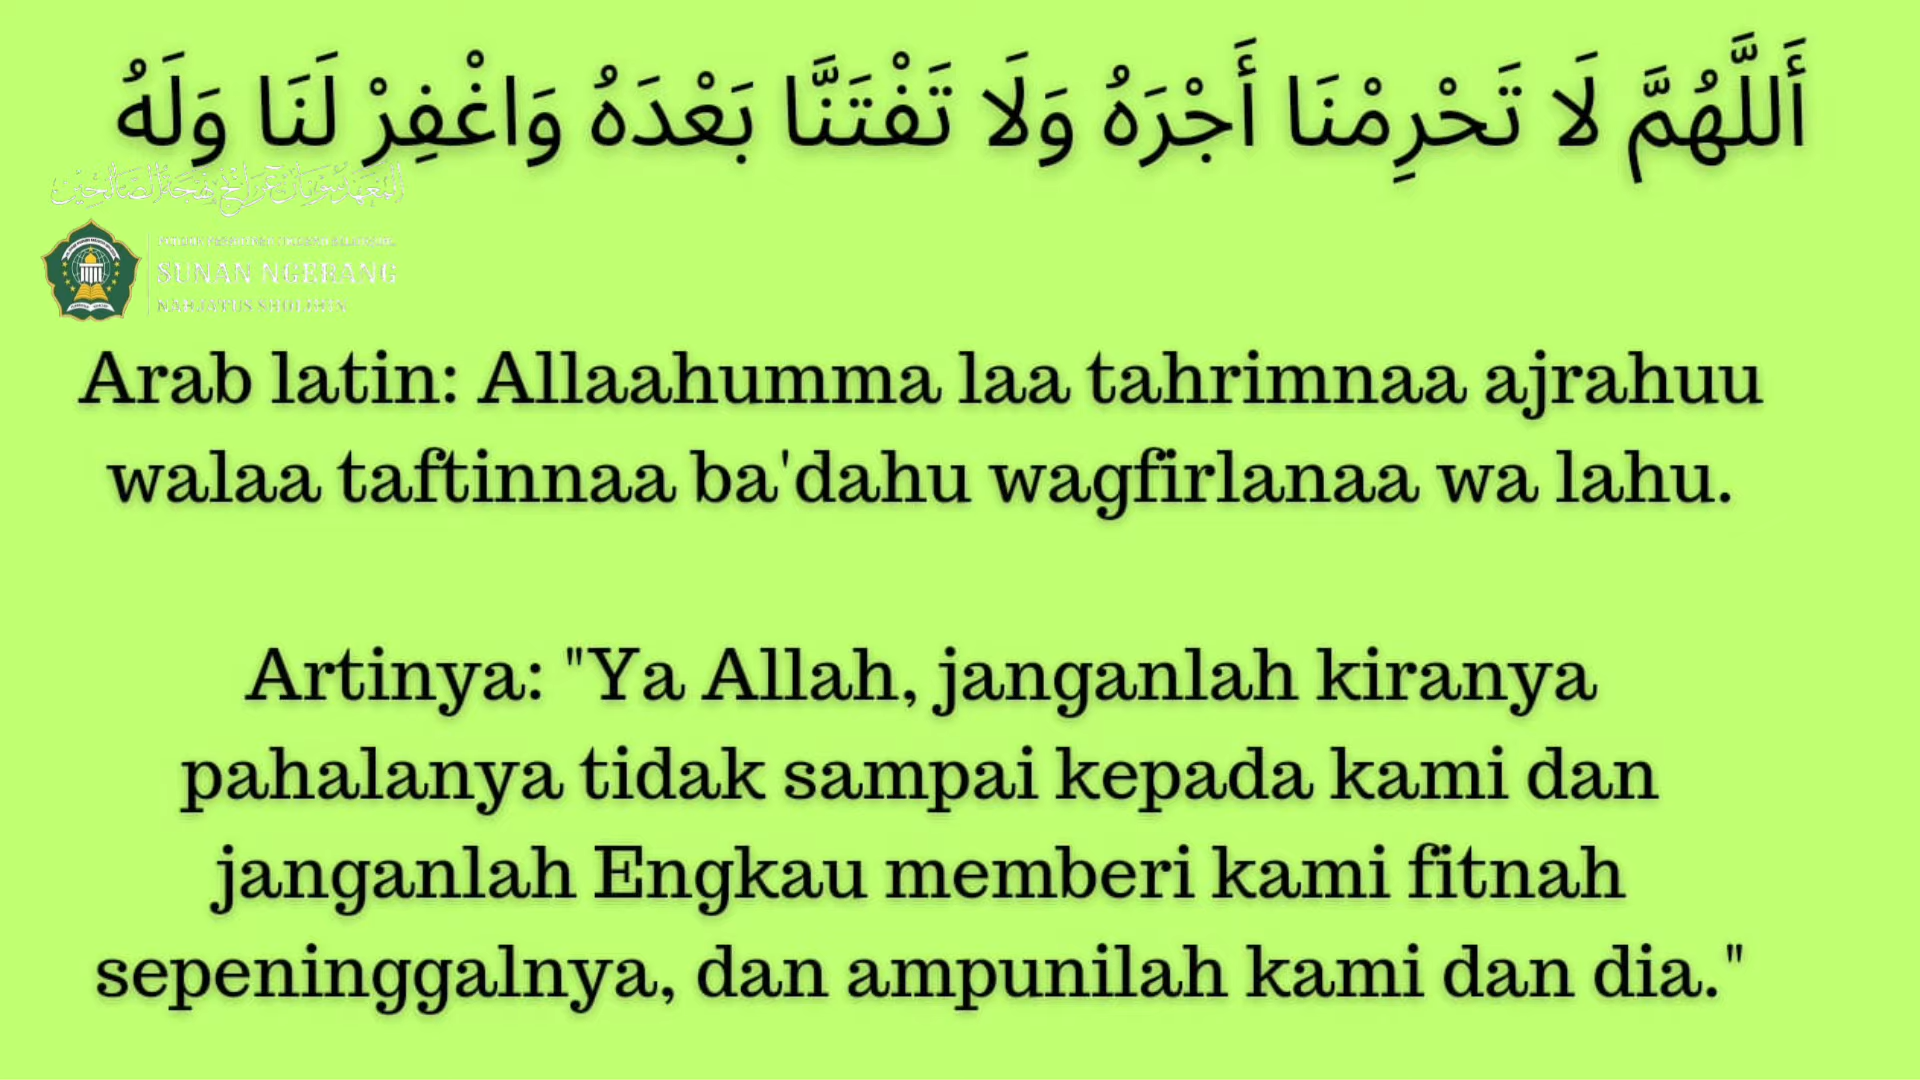 أَللَّهُمَّ لَا تَحْرِمْنَا أَجْرَهُ وَلَا تَفْتَنَّا بَعْدَهُ وَاغْفِرْ لَنَا وَلَهُ
SUNAN NGERANG
NAHJATUS SHOLIHIN
Arab latin: Allaahumma laa tahrimnaa ajrahuu
walaa taftinnaa ba'dahu wagfirlanaa wa lahu.
Artinya: "Ya Allah, janganlah kiranya
pahalanya tidak sampai kepada kami dan
janganlah Engkau memberi kami fitnah
sepeninggalnya, dan ampunilah kami dan dia."